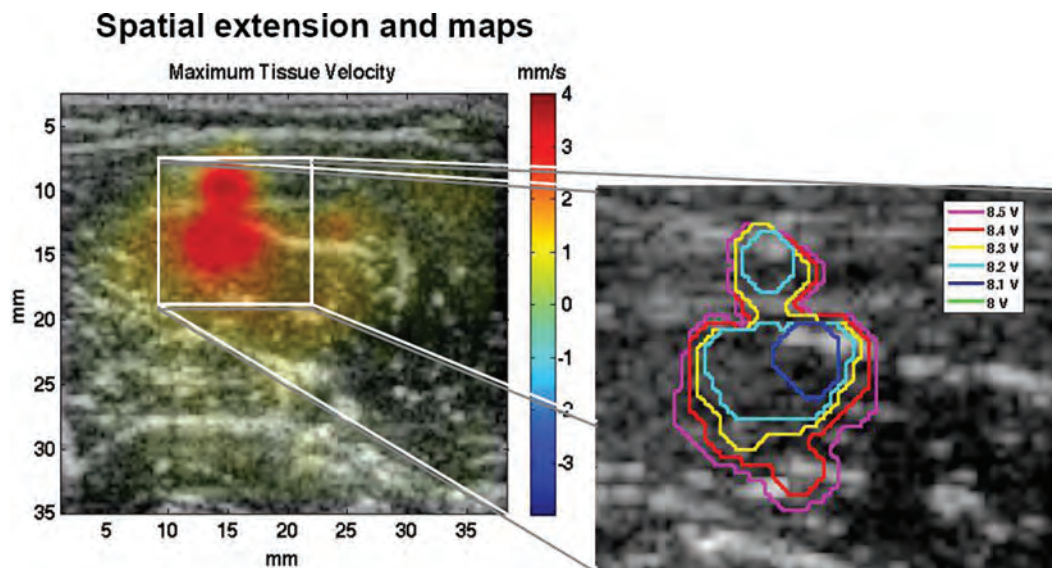 Spatial extension and maps
Maximum Tissue Velocity
mm/s
5
10
15
20
25
30
35
mm
5
10
15
20
25
30
35
mm
4
3
2
1
0
-1
-2
-3
8.5 V
8.4 V
8.3 V
8.2 V
8.1 V
8 V